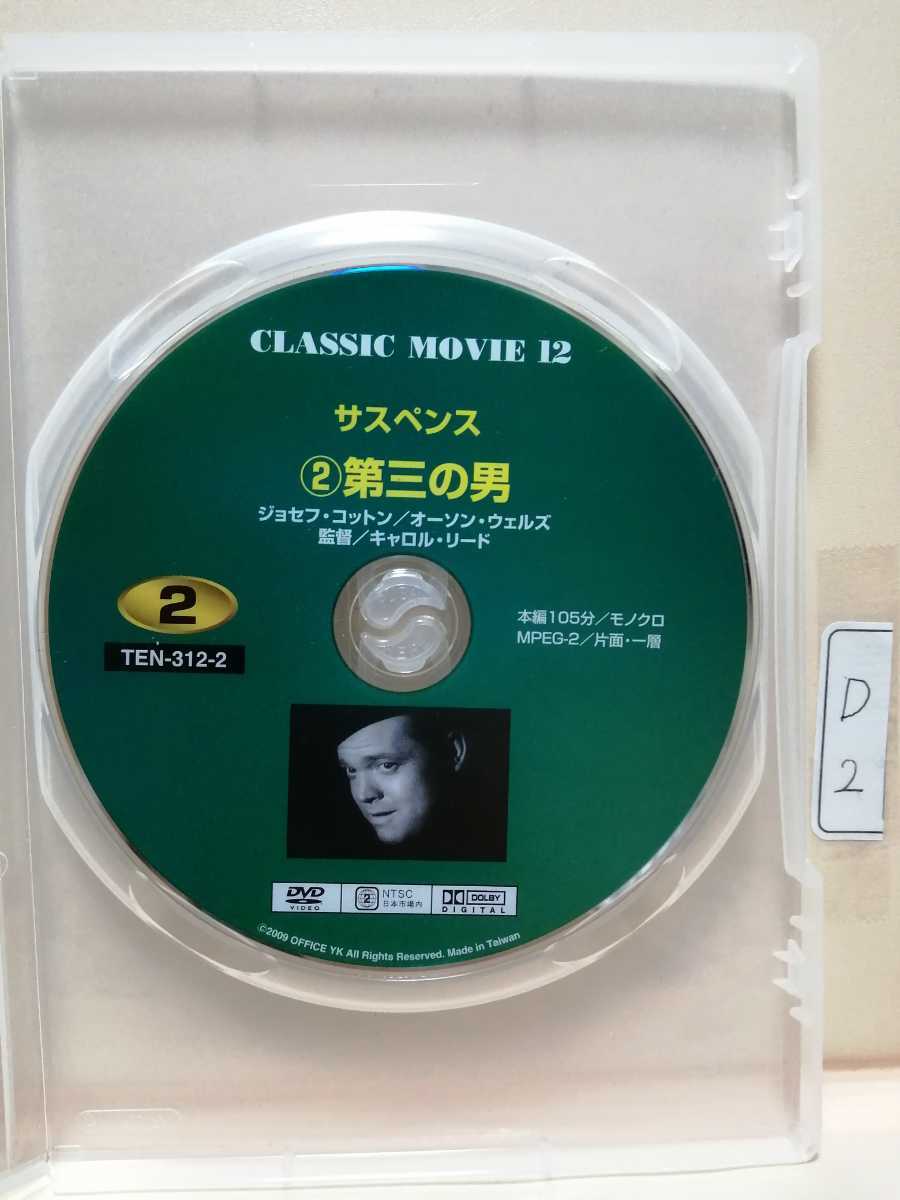 CLASSIC MOVIE 12
サスペンス
②第三の男
ジョセフ・コットン／オーソン・ウェルズ
監督／キャロル・リード
2
TEN-312-2
本編105分／モノクロ
MPEG-2／片面・一層
DVD
VIDEO
2
NTSC
日本市場内
DOLBY
DIGITAL
©2009 OFFICE YK All Rights Reserved. Made in Taiwan
D
2